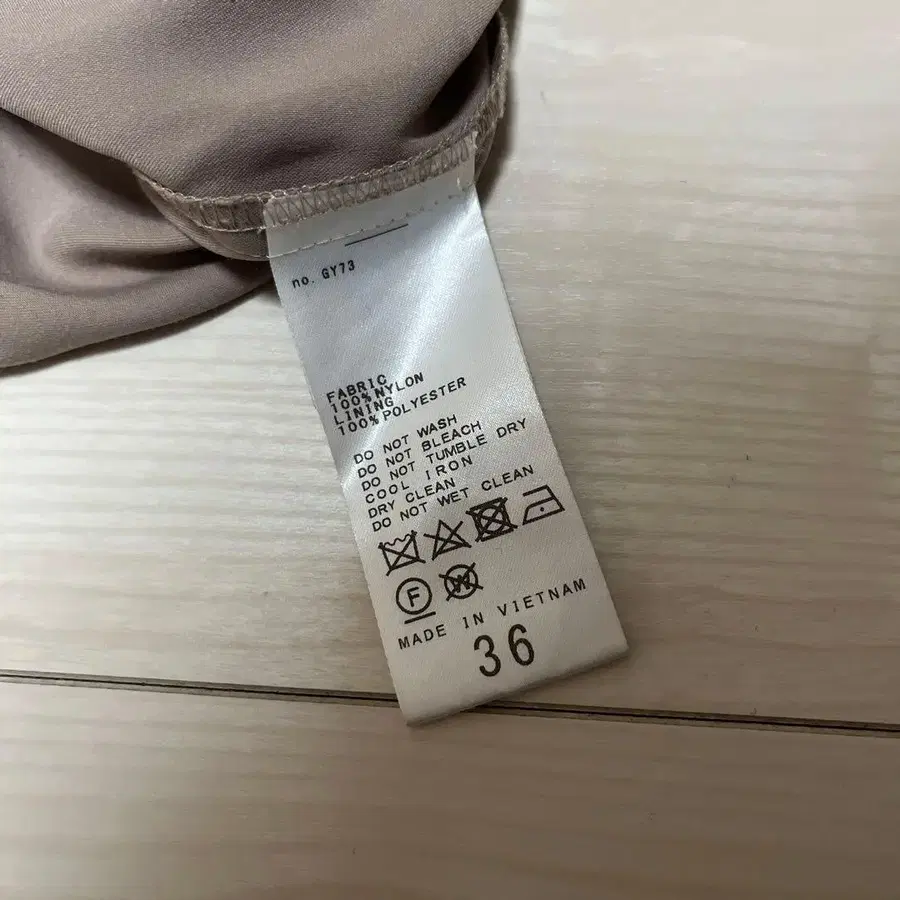 no. GY73
FABRIC
100%NYLON
LINING
100%POLYESTER
DO NOT WASH
DO NOT BLEACH
DO NOT TUMBLE DRY
COOL IRON
DRY CLEAN
DO NOT WET CLEAN
F W
MADE IN VIETNAM
36